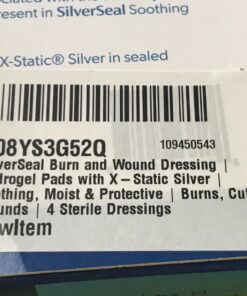 present in SilverSeal Soothing
X-Static® Silver in sealed
08YS3G52Q
109450543
verSeal Burn and Wound Dressing |
drogel Pads with X – Static Silver |
othing, Moist & Protective | Burns, Cut
unds | 4 Sterile Dressings
wItem